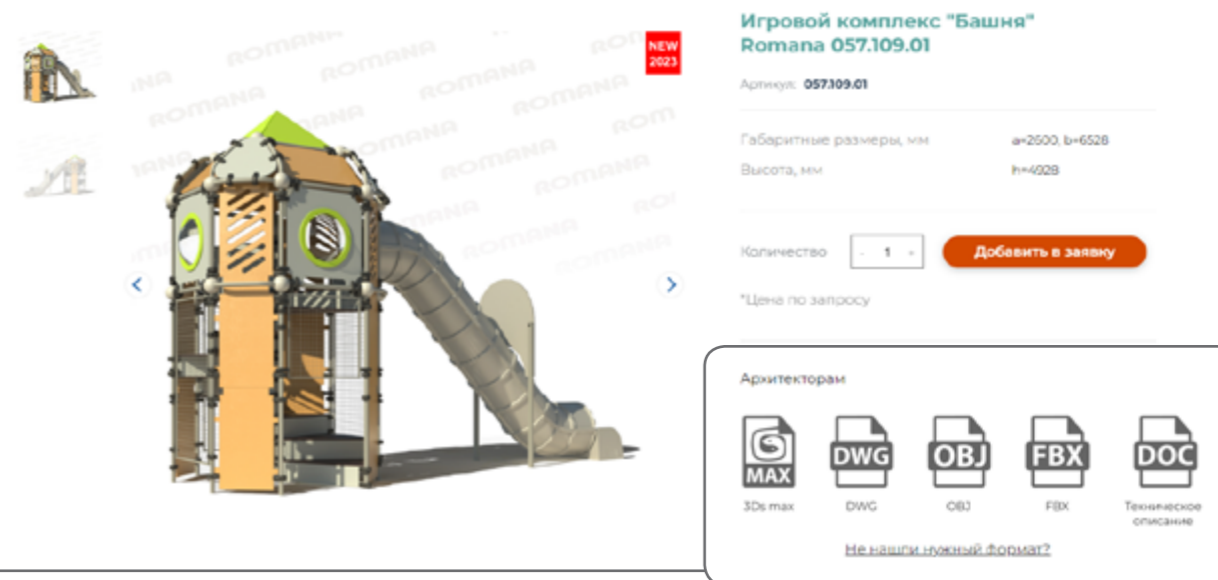 NEW
2023
ROMANA
Игровой комплекс "Башня"
Romana 057.109.01
Артикул: 057.109.01
Габаритные размеры, мм a=2500, b=6528
Высота, мм h=4928
Количество - 1 + Добавить в заявку
*Цена по запросу
Архитекторам
MAX DWG OBJ FBX DOC
3Ds max DWG OBJ FBX Техническое
описание
Не нашли нужный формат?